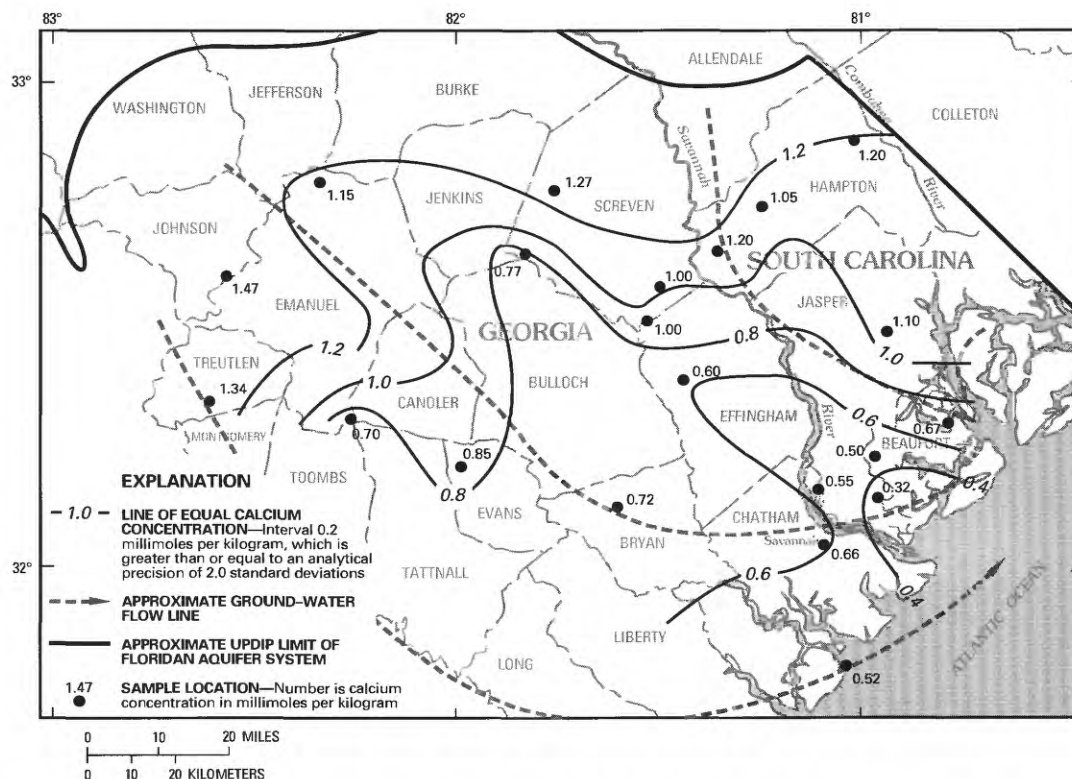 83°
82°
81°
33°
32°
WASHINGTON
JEFFERSON
BURKE
ALLENDALE
COLLETON
Combahee
River
Savannah
1.2
1.20
1.15
1.27
HAMPTON
1.05
JENKINS
SCREVEN
JOHNSON
1.20
SOUTH CAROLINA
0.77
1.00
1.47
EMANUEL
JASPER
GEORGIA
1.00
1.10
0.8
1.0
1.2
TREUTLEN
1.34
1.0
CANDLER
BULLOCH
0.60
EFFINGHAM
River
0.6
0.67
MONTGOMERY
0.70
BEAUFORT
0.50
TOOMBS
0.85
0.8
0.55
0.32
0.4
EVANS
0.72
CHATHAM
BRYAN
Savannah
0.66
TATTNALL
0.6
0.4
LIBERTY
LONG
0.52
ATLANTIC OCEAN
EXPLANATION
1.0
LINE OF EQUAL CALCIUM
CONCENTRATION—Interval 0.2
millimoles per kilogram, which is
greater than or equal to an analytical
precision of 2.0 standard deviations
APPROXIMATE GROUND-WATER
FLOW LINE
APPROXIMATE UPDIP LIMIT OF
FLORIDAN AQUIFER SYSTEM
1.47
SAMPLE LOCATION—Number is calcium
concentration in millimoles per kilogram
0 10 20 MILES
0 10 20 KILOMETERS